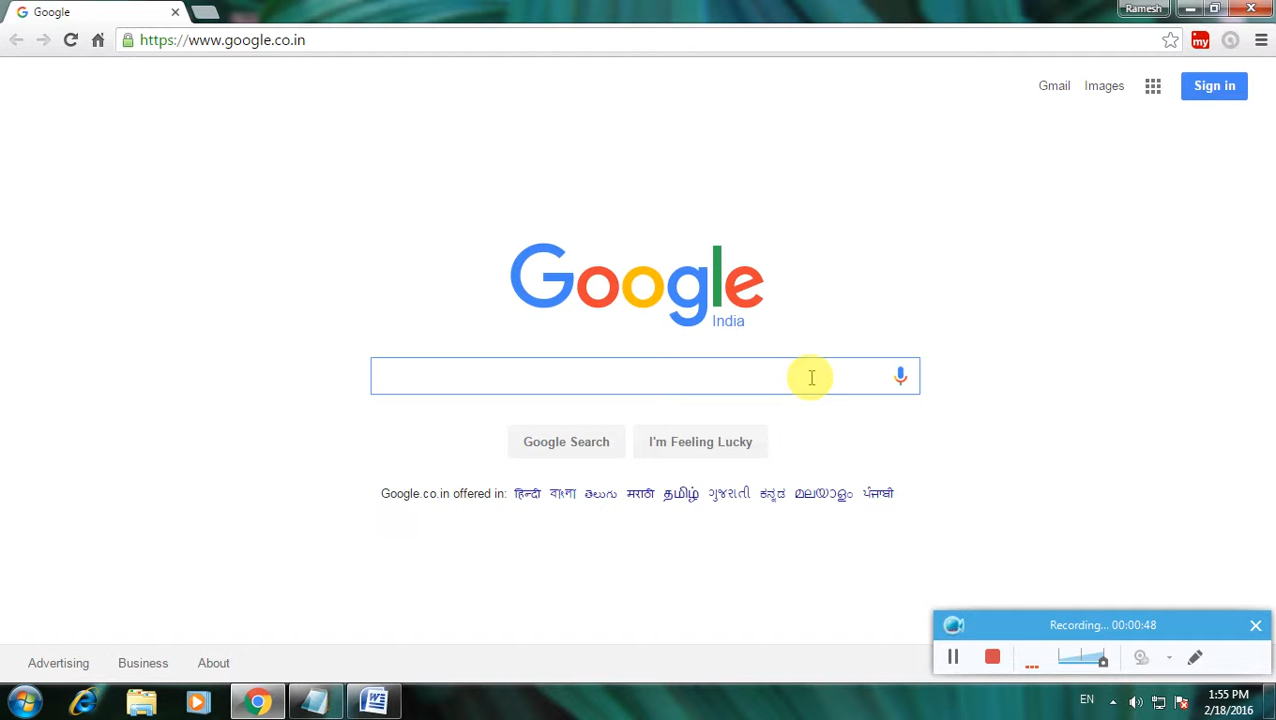 Google
Ramesh
https://www.google.co.in
my
Gmail Images Sign in
Google
India
Google Search I'm Feeling Lucky
Google.co.in offered in: हिन्दी বাংলা తెలుగు मराठी தமிழ் ગુજરાતી ಕನ್ನಡ മലയാളം ਪੰਜਾਬੀ
Recording... 00:00:48
Advertising Business About
EN
1:55 PM
2/18/2016